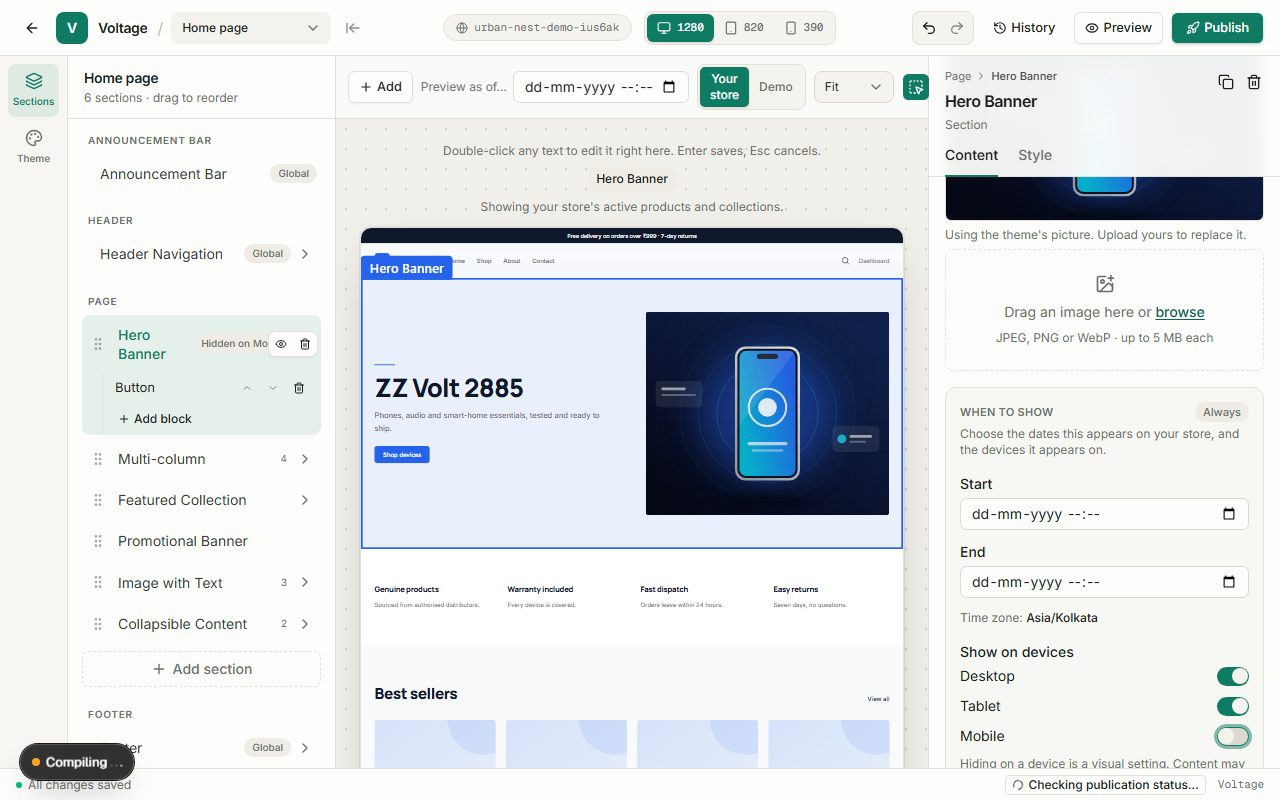 V Voltage / Home page
urban-nest-demo-ius6ak
1280 820 390
History Preview Publish
Sections
Theme
Home page
6 sections · drag to reorder
ANNOUNCEMENT BAR
Announcement Bar Global
HEADER
Header Navigation Global
PAGE
Hero Banner Hidden on Mo
Button
+ Add block
Multi-column 4
Featured Collection
Promotional Banner
Image with Text 3
Collapsible Content 2
+ Add section
FOOTER
ter Global
Compiling ...
All changes saved
+ Add Preview as of... dd-mm-yyyy --:-- Your store Demo Fit
Double-click any text to edit it right here. Enter saves, Esc cancels.
Hero Banner
Showing your store's active products and collections.
Free delivery on orders over ₹999 · 7-day returns
ome Shop About Contact Dashboard
Hero Banner
ZZ Volt 2885
Phones, audio and smart-home essentials, tested and ready to
ship.
Shop devices
Genuine products Warranty included Fast dispatch Easy returns
Sourced from authorised distributors. Every device is covered. Orders leave within 24 hours. Seven days, no questions.
Best sellers View all
Page > Hero Banner
Hero Banner
Section
Content Style
Using the theme's picture. Upload yours to replace it.
Drag an image here or browse
JPEG, PNG or WebP · up to 5 MB each
WHEN TO SHOW Always
Choose the dates this appears on your store, and
the devices it appears on.
Start
dd-mm-yyyy --:--
End
dd-mm-yyyy --:--
Time zone: Asia/Kolkata
Show on devices
Desktop
Tablet
Mobile
Hiding on a device is a visual setting. Content may
Checking publication status... Voltage